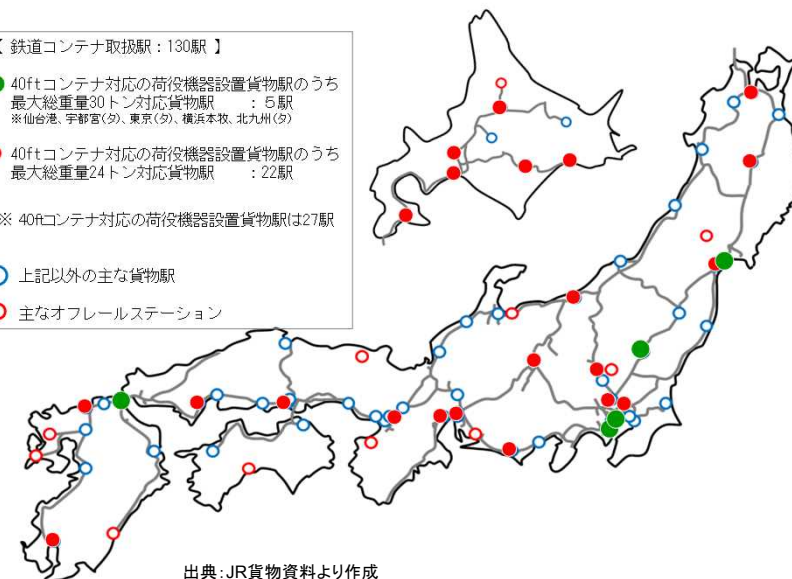 【 鉄道コンテナ取扱駅：130駅 】
40ftコンテナ対応の荷役機器設置貨物駅のうち
最大総重量30トン対応貨物駅　　：５駅
※仙台港、宇都宮(タ)、東京(タ)、横浜本牧、北九州(タ)
40ftコンテナ対応の荷役機器設置貨物駅のうち
最大総重量24トン対応貨物駅　　：22駅
※ 40ftコンテナ対応の荷役機器設置貨物駅は27駅
上記以外の主な貨物駅
主なオフレールステーション
出典：JR貨物資料より作成